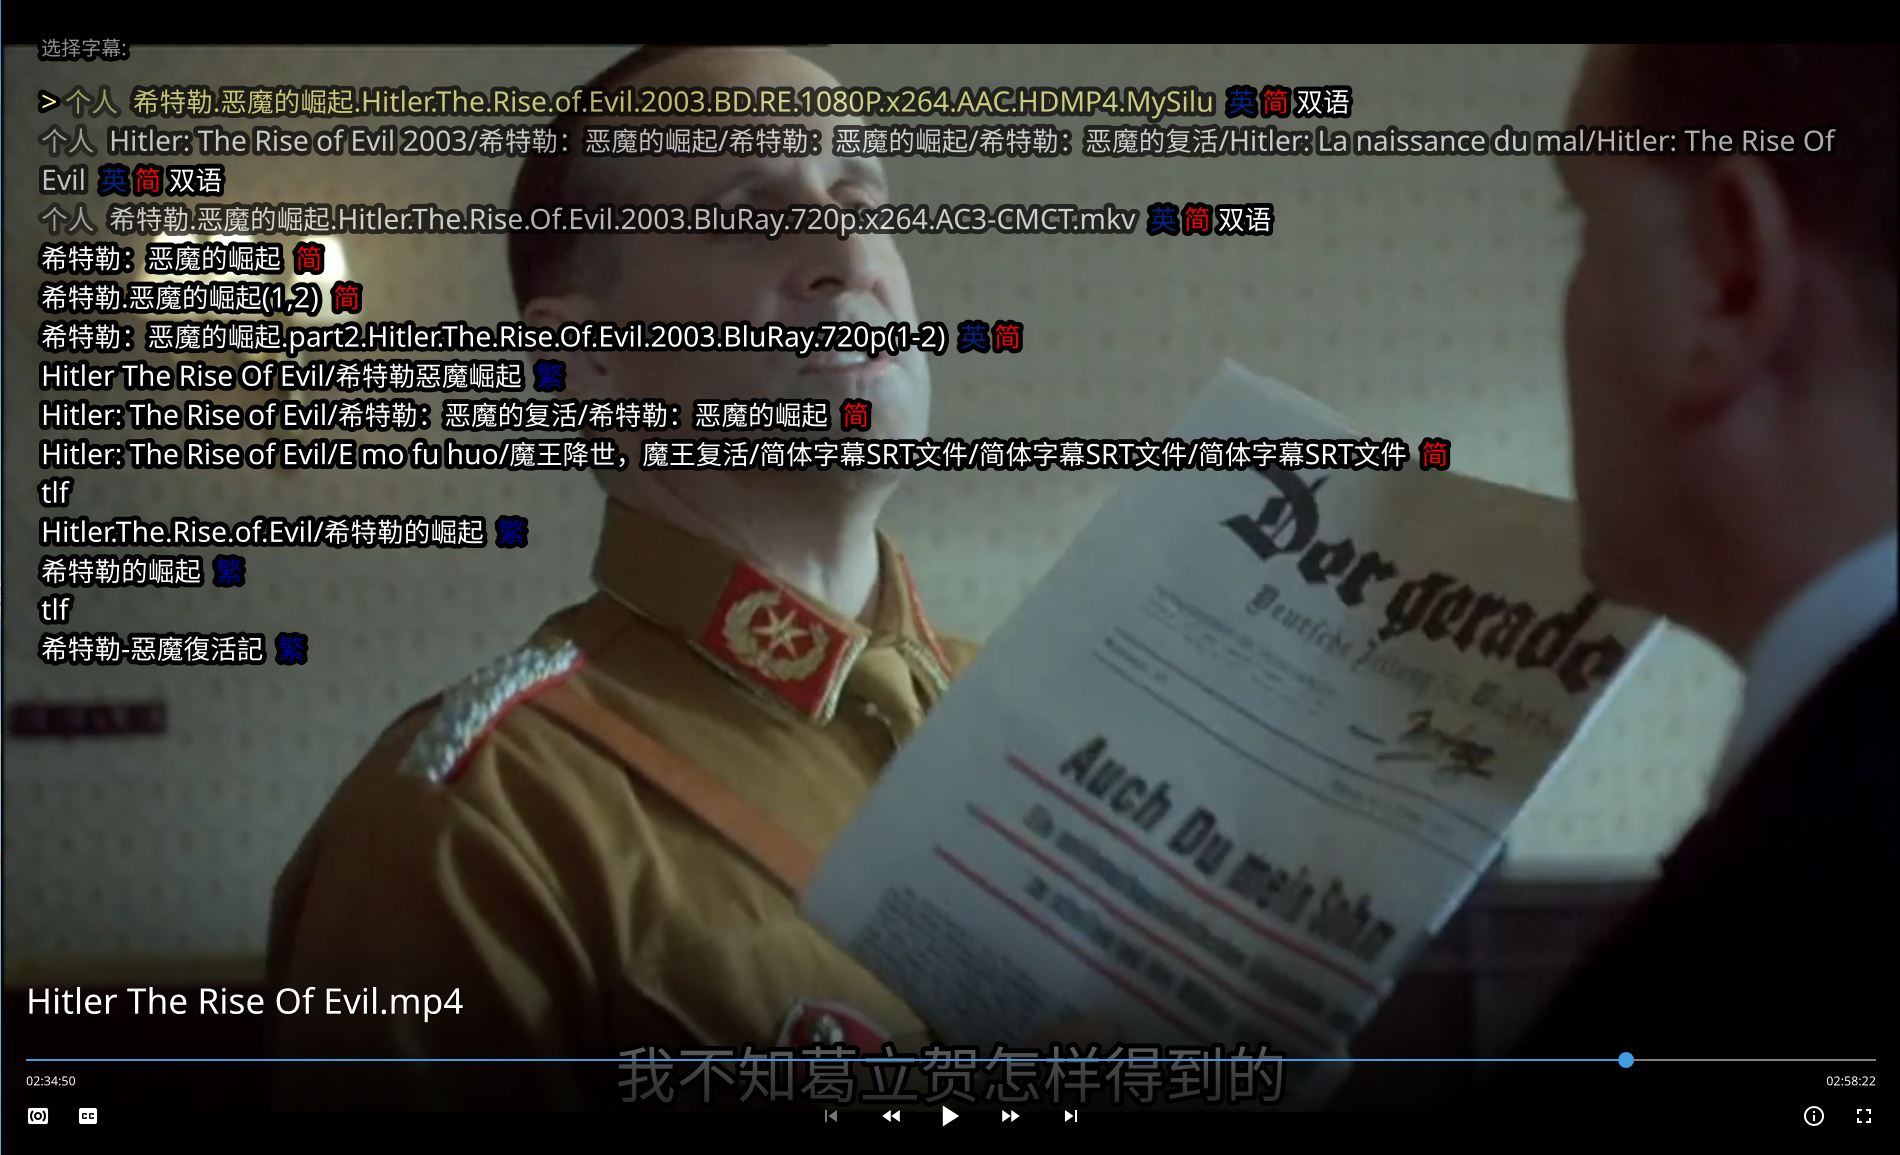 选择字幕:
> 个人 希特勒.恶魔的崛起.Hitler.The.Rise.of.Evil.2003.BD.RE.1080P.x264.AAC.HDMP4.MySilu 英 简 双语
个人 Hitler: The Rise of Evil 2003/希特勒：恶魔的崛起/希特勒：恶魔的崛起/希特勒：恶魔的复活/Hitler: La naissance du mal/Hitler: The Rise Of
Evil 英 简 双语
个人 希特勒.恶魔的崛起.Hitler.The.Rise.Of.Evil.2003.BluRay.720p.x264.AC3-CMCT.mkv 英 简 双语
希特勒：恶魔的崛起 简
希特勒.恶魔的崛起(1,2) 简
希特勒：恶魔的崛起.part2.Hitler.The.Rise.Of.Evil.2003.BluRay.720p(1-2) 英 简
Hitler The Rise Of Evil/希特勒惡魔崛起 繁
Hitler: The Rise of Evil/希特勒：恶魔的复活/希特勒：恶魔的崛起 简
Hitler: The Rise of Evil/E mo fu huo/魔王降世，魔王复活/简体字幕SRT文件/简体字幕SRT文件/简体字幕SRT文件 简
tlf
Hitler.The.Rise.of.Evil/希特勒的崛起 繁
希特勒的崛起 繁
tlf
希特勒-惡魔復活記 繁
Der gerade
Deutsche Zeitung
Auch Du mein Sohn
Hitler The Rise Of Evil.mp4
我不知葛立贺怎样得到的
02:34:50
02:58:22
CC